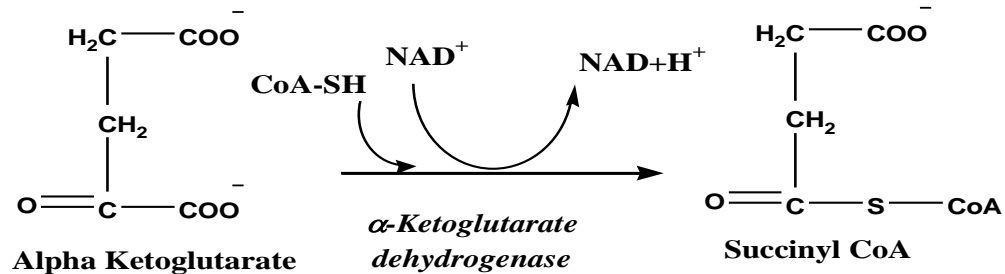 H₂C COO⁻
CH₂
O C COO⁻
Alpha Ketoglutarate
CoA-SH
NAD⁺
NAD+H⁺
α-Ketoglutarate
dehydrogenase
H₂C COO⁻
CH₂
O C S CoA
Succinyl CoA